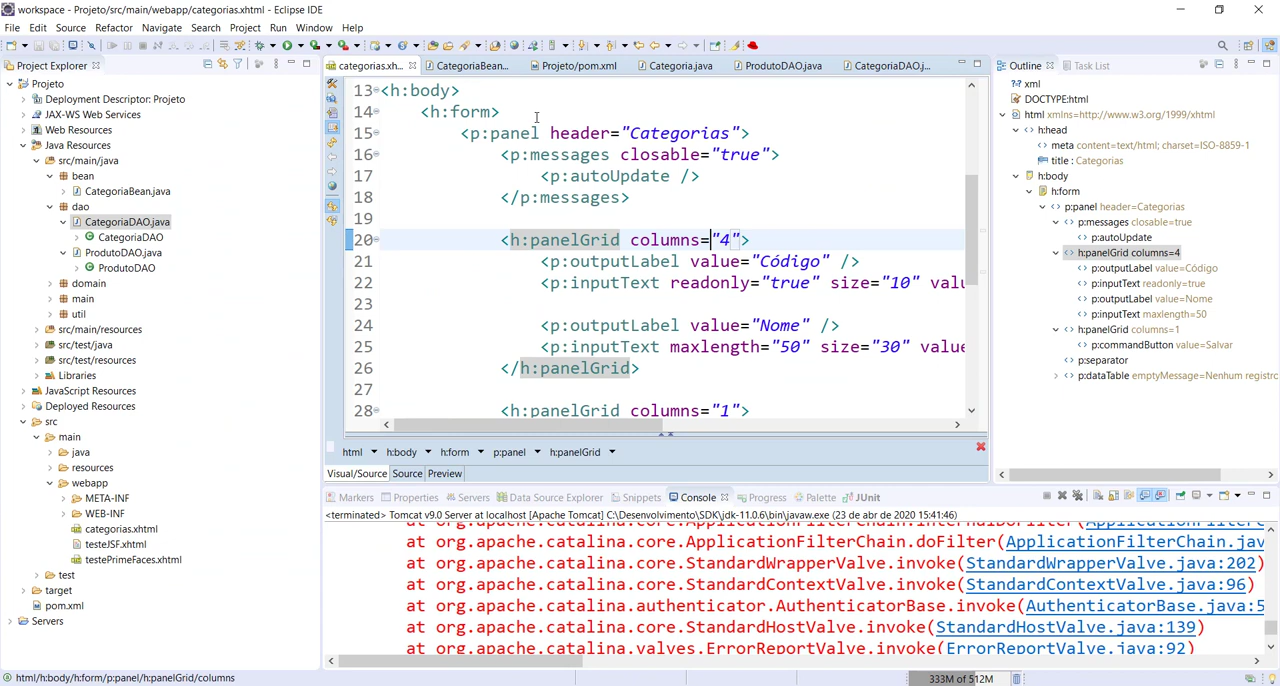 workspace - Projeto/src/main/webapp/categorias.xhtml - Eclipse IDE
File Edit Source Refactor Navigate Search Project Run Window Help
Project Explorer
Projeto
Deployment Descriptor: Projeto
JAX-WS Web Services
Web Resources
Java Resources
src/main/java
bean
CategoriaBean.java
dao
CategoriaDAO.java
CategoriaDAO
ProdutoDAO.java
ProdutoDAO
domain
main
util
src/main/resources
src/test/java
src/test/resources
Libraries
JavaScript Resources
Deployed Resources
src
main
java
resources
webapp
META-INF
WEB-INF
categorias.xhtml
testeJSF.xhtml
testePrimeFaces.xhtml
test
target
pom.xml
Servers
categorias.xh... CategoriaBean... Projeto/pom.xml Categoria.java ProdutoDAO.java CategoriaDAO.j...
13 <h:body>
14 <h:form>
15 <p:panel header="Categorias">
16 <p:messages closable="true">
17 <p:autoUpdate />
18 </p:messages>
19
20 <h:panelGrid columns="4">
21 <p:outputLabel value="Código" />
22 <p:inputText readonly="true" size="10" valu
23
24 <p:outputLabel value="Nome" />
25 <p:inputText maxlength="50" size="30" value
26 </h:panelGrid>
27
28 <h:panelGrid columns="1">
html h:body h:form p:panel h:panelGrid
Visual/Source Source Preview
Outline Task List
xml
DOCTYPE:html
html xmlns=http://www.w3.org/1999/xhtml
h:head
meta content=text/html; charset=ISO-8859-1
title : Categorias
h:body
h:form
p:panel header=Categorias
p:messages closable=true
p:autoUpdate
h:panelGrid columns=4
p:outputLabel value=Código
p:inputText readonly=true
p:outputLabel value=Nome
p:inputText maxlength=50
h:panelGrid columns=1
p:commandButton value=Salvar
p:separator
p:dataTable emptyMessage=Nenhum registro
Markers Properties Servers Data Source Explorer Snippets Console Progress Palette JUnit
<terminated> Tomcat v9.0 Server at localhost [Apache Tomcat] C:\Desenvolvimento\SDK\jdk-11.0.6\bin\javaw.exe (23 de abr de 2020 15:41:46)
at org.apache.catalina.core.ApplicationFilterChain.internalDoFilter(ApplicationFilterC
at org.apache.catalina.core.ApplicationFilterChain.doFilter(ApplicationFilterChain.jav
at org.apache.catalina.core.StandardWrapperValve.invoke(StandardWrapperValve.java:202)
at org.apache.catalina.core.StandardContextValve.invoke(StandardContextValve.java:96)
at org.apache.catalina.authenticator.AuthenticatorBase.invoke(AuthenticatorBase.java:5
at org.apache.catalina.core.StandardHostValve.invoke(StandardHostValve.java:139)
at org.apache.catalina.valves.ErrorReportValve.invoke(ErrorReportValve.java:92)
html/h:body/h:form/p:panel/h:panelGrid/columns
333M of 512M